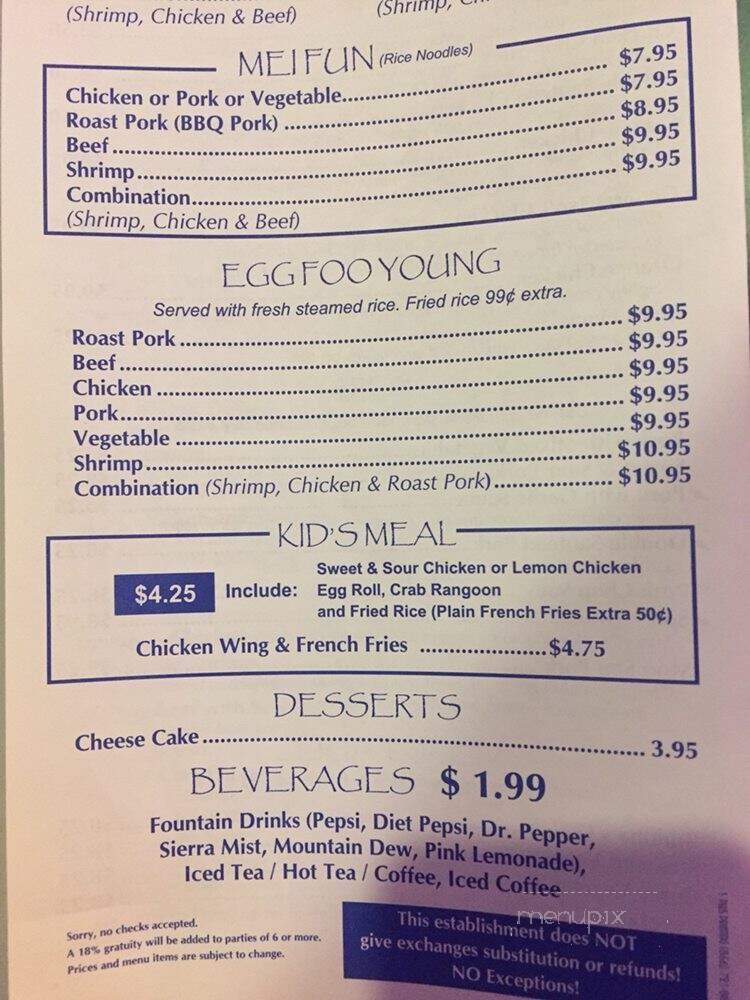 (Shrimp, Chicken & Beef)
(Shrimp,
MEI FUN (Rice Noodles)
Chicken or Pork or Vegetable.................................................. $7.95
Roast Pork (BBQ Pork) .................................................. $7.95
Beef.................................................. $8.95
Shrimp.................................................. $9.95
Combination.................................................. $9.95
(Shrimp, Chicken & Beef)
EGG FOO YOUNG
Served with fresh steamed rice. Fried rice 99¢ extra.
Roast Pork .................................................. $9.95
Beef.................................................. $9.95
Chicken .................................................. $9.95
Pork.................................................. $9.95
Vegetable .................................................. $9.95
Shrimp.................................................. $10.95
Combination (Shrimp, Chicken & Roast Pork).................. $10.95
KID'S MEAL
Sweet & Sour Chicken or Lemon Chicken
$4.25 Include: Egg Roll, Crab Rangoon
and Fried Rice (Plain French Fries Extra 50¢)
Chicken Wing & French Fries .....................$4.75
DESSERTS
Cheese Cake.................................................. 3.95
BEVERAGES $ 1.99
Fountain Drinks (Pepsi, Diet Pepsi, Dr. Pepper,
Sierra Mist, Mountain Dew, Pink Lemonade),
Iced Tea / Hot Tea / Coffee, Iced Coffee
menupix
Sorry, no checks accepted.
A 18% gratuity will be added to parties of 6 or more.
Prices and menu items are subject to change.
This establishment does NOT
give exchanges substitution or refunds!
NO Exceptions!